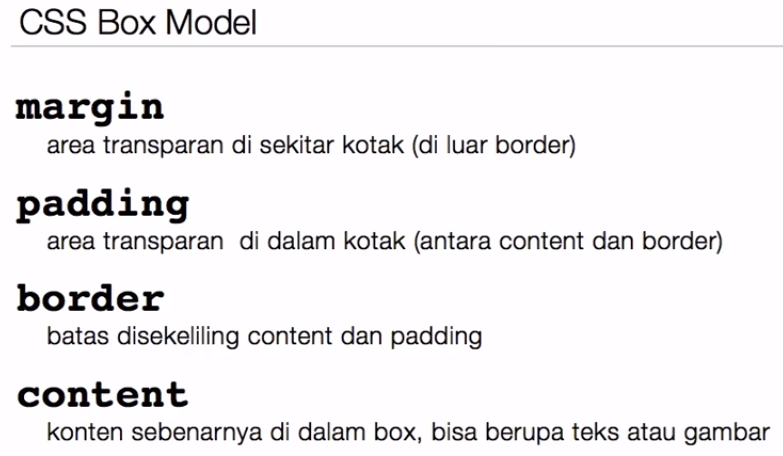 CSS Box Model
margin
area transparan di sekitar kotak (di luar border)
padding
area transparan  di dalam kotak (antara content dan border)
border
batas disekeliling content dan padding
content
konten sebenarnya di dalam box, bisa berupa teks atau gambar